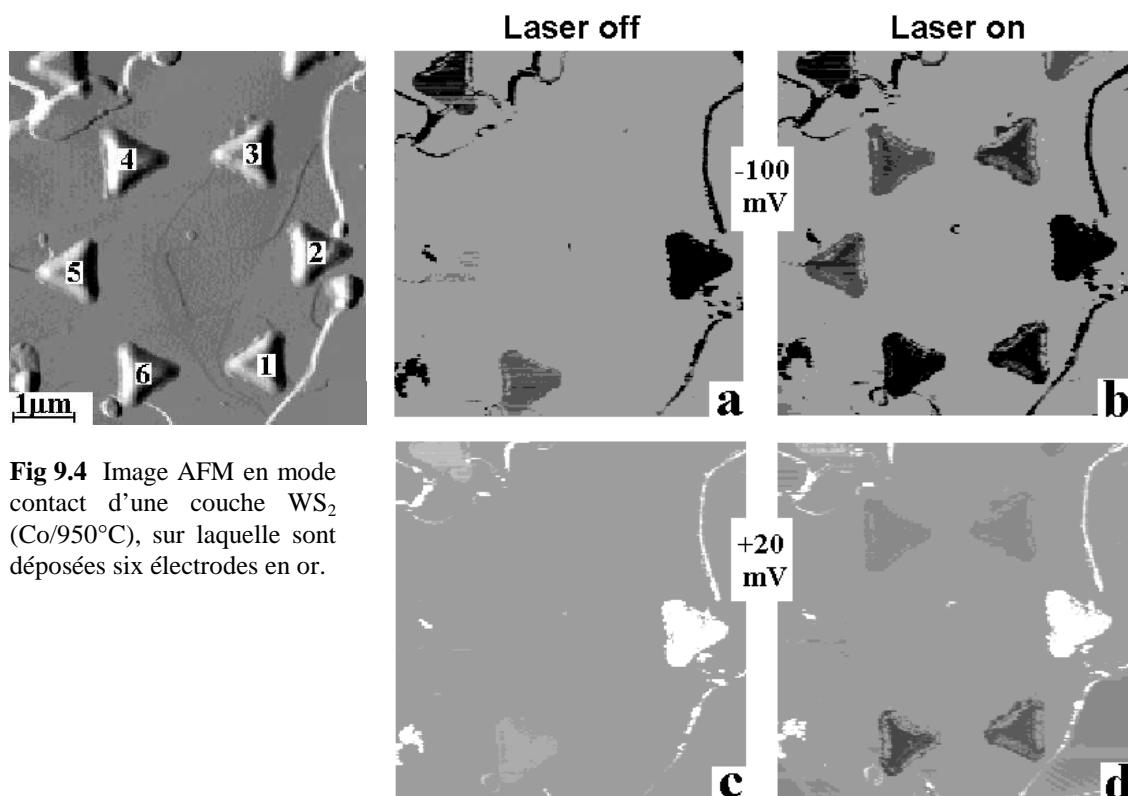 Laser off
Laser on
4
3
2
5
6
1
1μm
-100
mV
a
b
Fig 9.4 Image AFM en mode
contact d’une couche WS2
(Co/950°C), sur laquelle sont
déposées six électrodes en or.
+20
mV
c
d